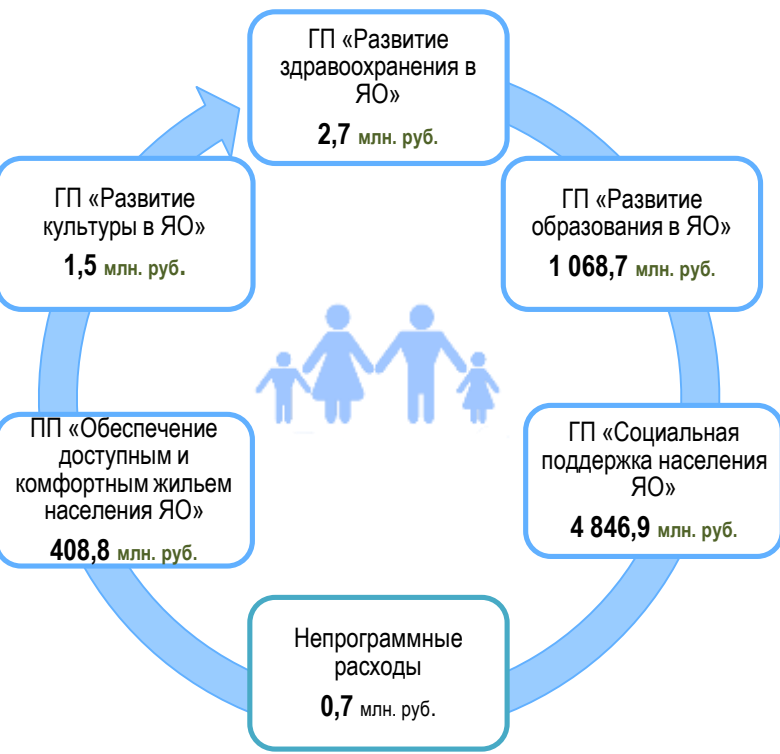 ГП «Развитие
здравоохранения в
ЯО»
2,7 млн. руб.
ГП «Развитие
образования в ЯО»
1 068,7 млн. руб.
ГП «Социальная
поддержка населения
ЯО»
4 846,9 млн. руб.
Непрограммные
расходы
0,7 млн. руб.
ПП «Обеспечение
доступным и
комфортным жильем
населения ЯО»
408,8 млн. руб.
ГП «Развитие
культуры в ЯО»
1,5 млн. руб.